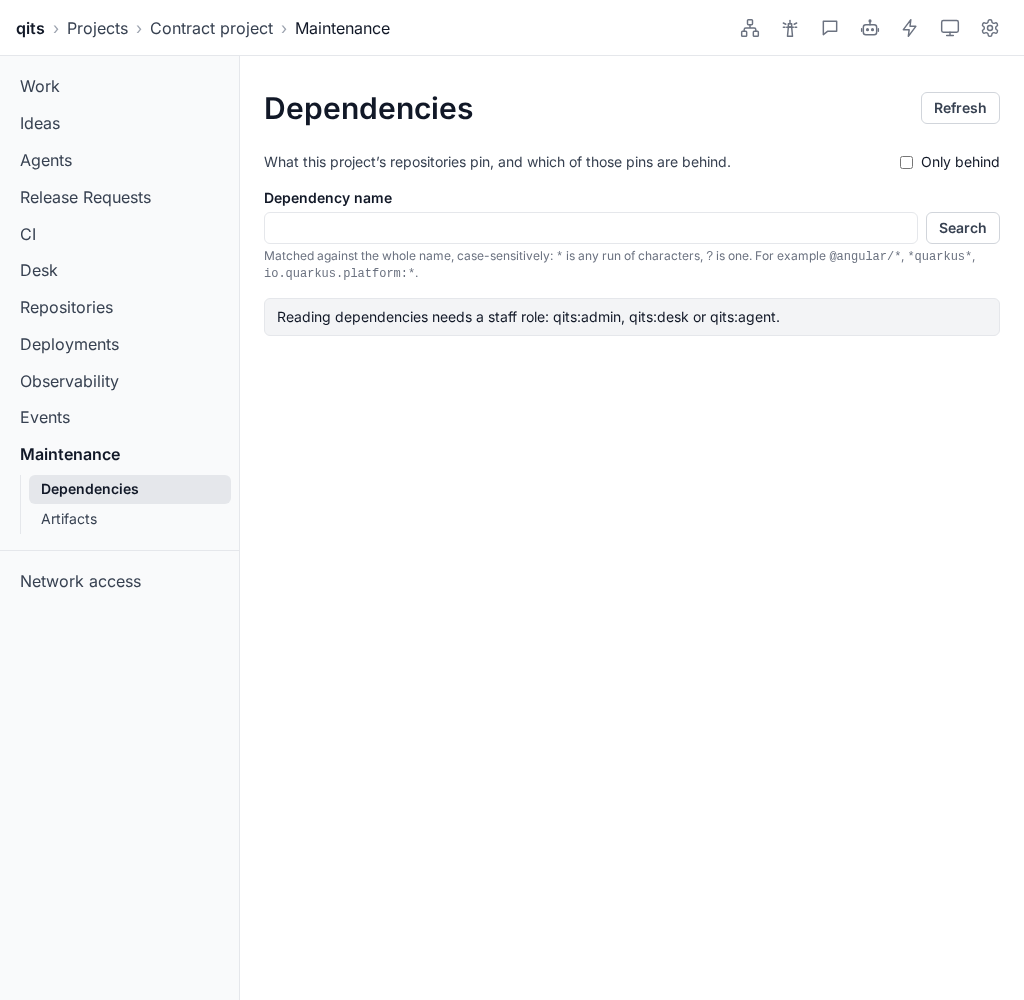 qits › Projects › Contract project › Maintenance
Work
Ideas
Agents
Release Requests
CI
Desk
Repositories
Deployments
Observability
Events
Maintenance
Dependencies
Artifacts
Network access
Dependencies
Refresh
What this project’s repositories pin, and which of those pins are behind.
Only behind
Dependency name
Search
Matched against the whole name, case-sensitively: * is any run of characters, ? is one. For example @angular/*, *quarkus*,
io.quarkus.platform:*.
Reading dependencies needs a staff role: qits:admin, qits:desk or qits:agent.